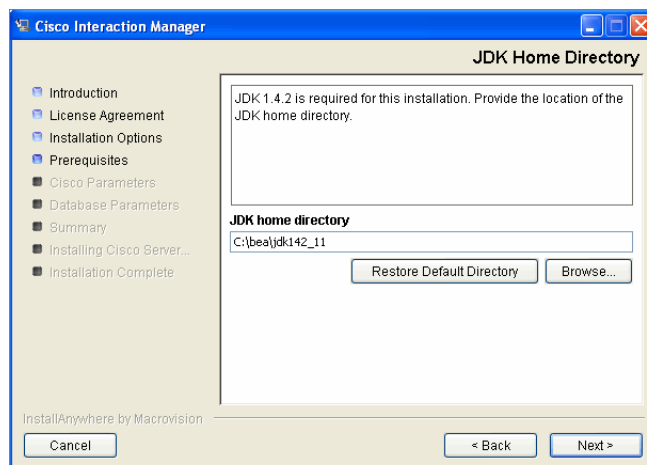 Cisco Interaction Manager
JDK Home Directory
Introduction
License Agreement
Installation Options
Prerequisites
Cisco Parameters
Database Parameters
Summary
Installing Cisco Server...
Installation Complete
JDK 1.4.2 is required for this installation. Provide the location of the
JDK home directory.
JDK home directory
C:\bea\jdk142_11
Restore Default Directory
Browse...
InstallAnywhere by Macrovision
Cancel
< Back
Next >